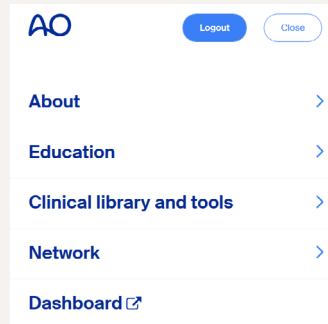 AO
Logout
Close
About
Education
Clinical library and tools
Network
Dashboard